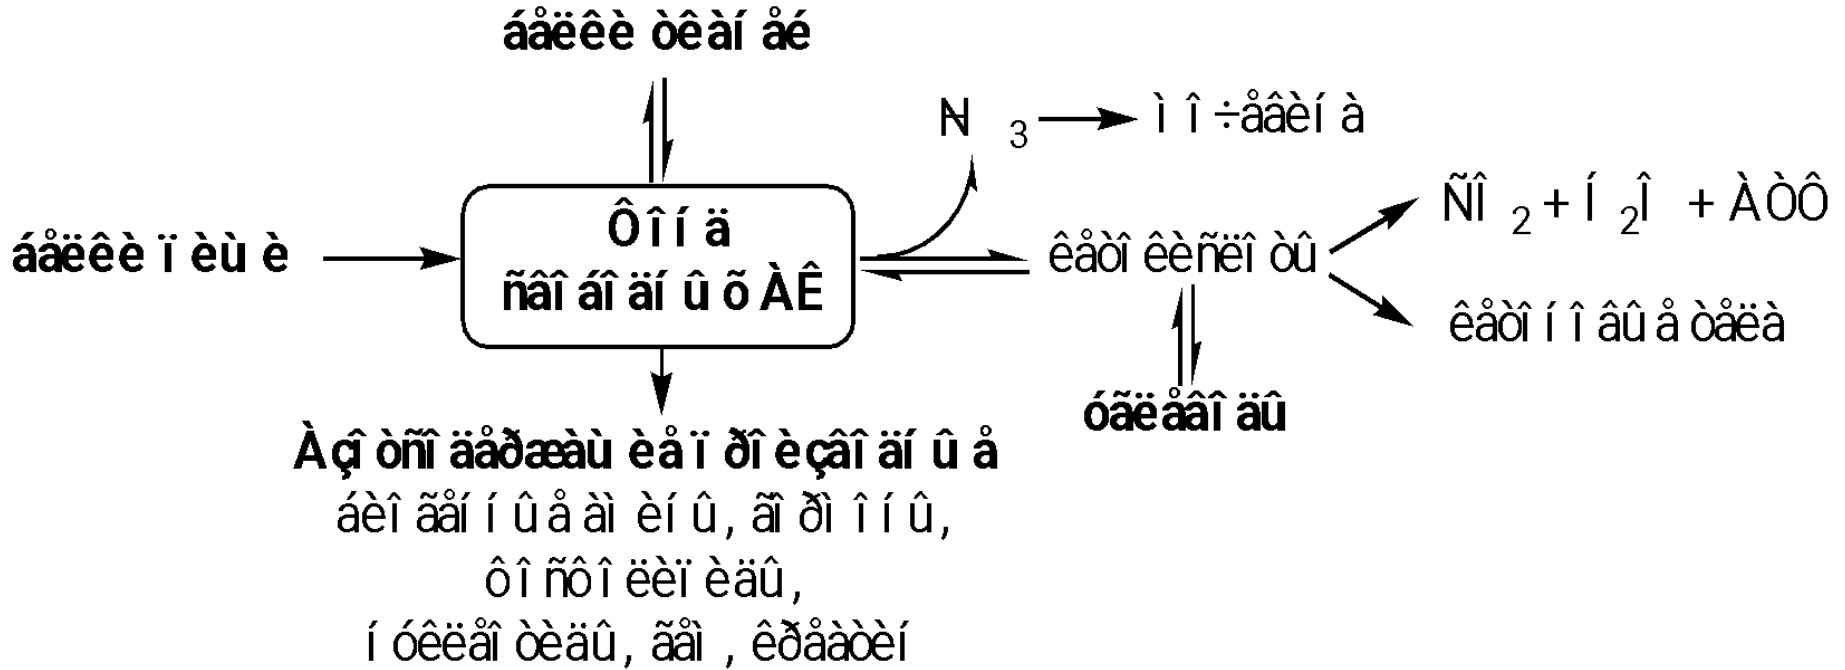 áåëêè òêàí åé
N 3 ì î ÷åâèí à
ÑÎ 2 + Í 2Î + ÀÒÔ
Ô î í ä
ñâî áî äí û õ ÀÊ
áåëêè ï èù è
êåòî êèñëî òû
êåòî í î âû å òåëà
óãëåâî äû
Àçî òñî äåðæàù èå ï ðî èçâî äí û å
áèî ãåí í û å àì èí û, ãî ðì î í û,
ôî ñôî ëèï èäû,
í óêëåî òèäû, ãåì , êðåàòèí